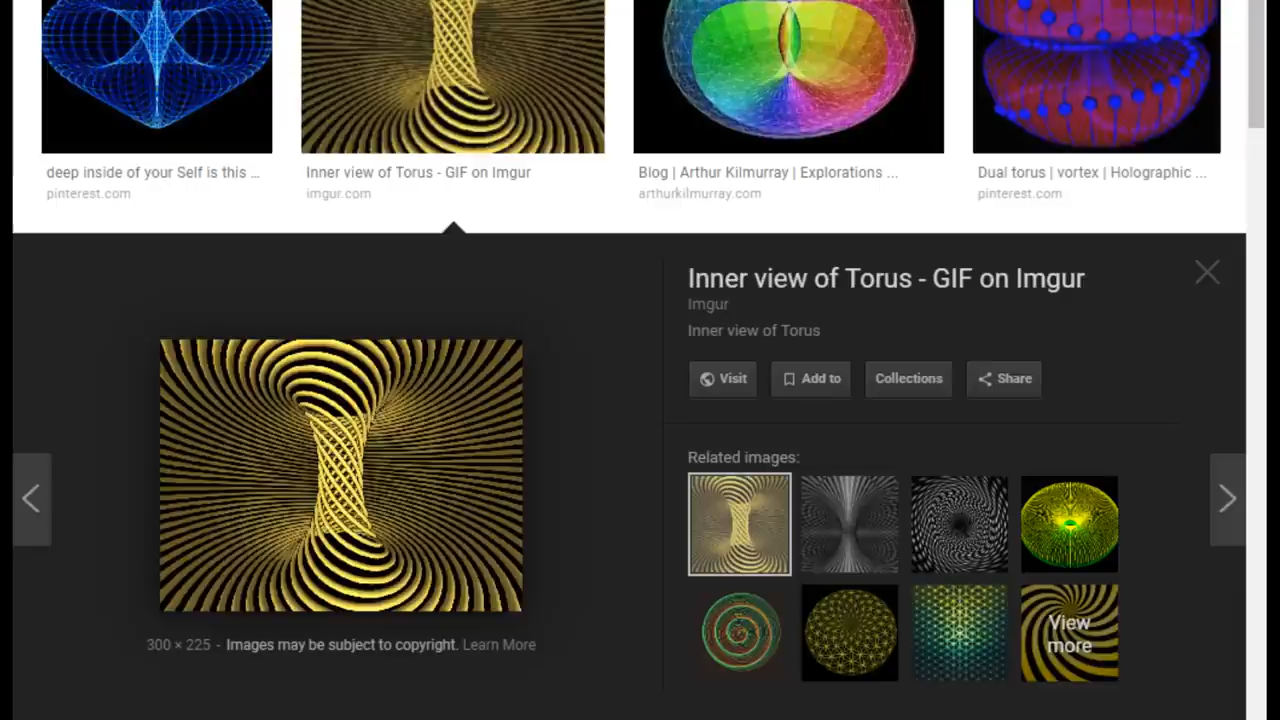 deep inside of your Self is this ...
pinterest.com
Inner view of Torus - GIF on Imgur
imgur.com
Blog | Arthur Kilmurray | Explorations ...
arthurkilmurray.com
Dual torus | vortex | Holographic ...
pinterest.com
Inner view of Torus - GIF on Imgur
Imgur
Inner view of Torus
Visit
Add to
Collections
Share
Related images:
View
more
300 × 225 - Images may be subject to copyright. Learn More